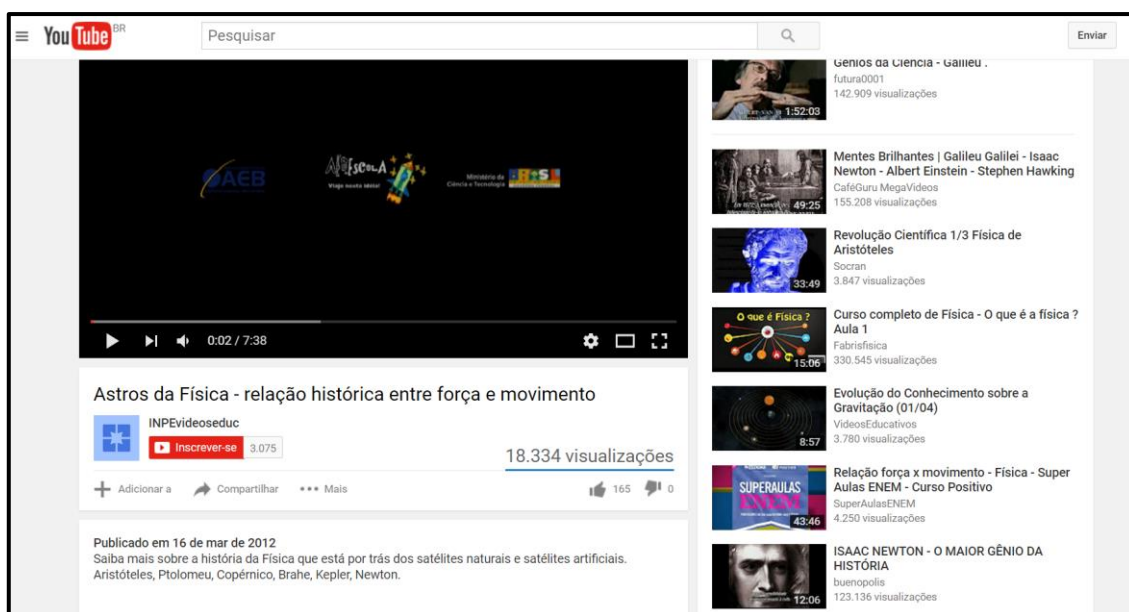 You Tube BR
Pesquisar
Enviar
AEB
AEB Escola
Viaje nesta ideia!
Ministério da
Ciência e Tecnologia
0:02 / 7:38
Astros da Física - relação histórica entre força e movimento
INPEvideoseduc
Inscrever-se 3.075
18.334 visualizações
Adicionar a Compartilhar Mais 165 0
Publicado em 16 de mar de 2012
Saiba mais sobre a história da Física que está por trás dos satélites naturais e satélites artificiais.
Aristóteles, Ptolomeu, Copérnico, Brahe, Kepler, Newton.
Gênios da Ciência - Galileu .
futura0001
142.909 visualizações
1:52:03
Mentes Brilhantes | Galileu Galilei - Isaac
Newton - Albert Einstein - Stephen Hawking
CaféGuru MegaVideos
155.208 visualizações
49:25
Revolução Científica 1/3 Física de
Aristóteles
Socran
3.847 visualizações
33:49
O que é Física ?
Curso completo de Física - O que é a física ?
Aula 1
Fabrisfisica
330.545 visualizações
15:06
Evolução do Conhecimento sobre a
Gravitação (01/04)
VideosEducativos
3.780 visualizações
8:57
SUPERAULAS
ENEM
Relação força x movimento - Física - Super
Aulas ENEM - Curso Positivo
SuperAulasENEM
4.250 visualizações
43:46
ISAAC NEWTON - O MAIOR GÊNIO DA
HISTÓRIA
buenopolis
123.136 visualizações
12:06